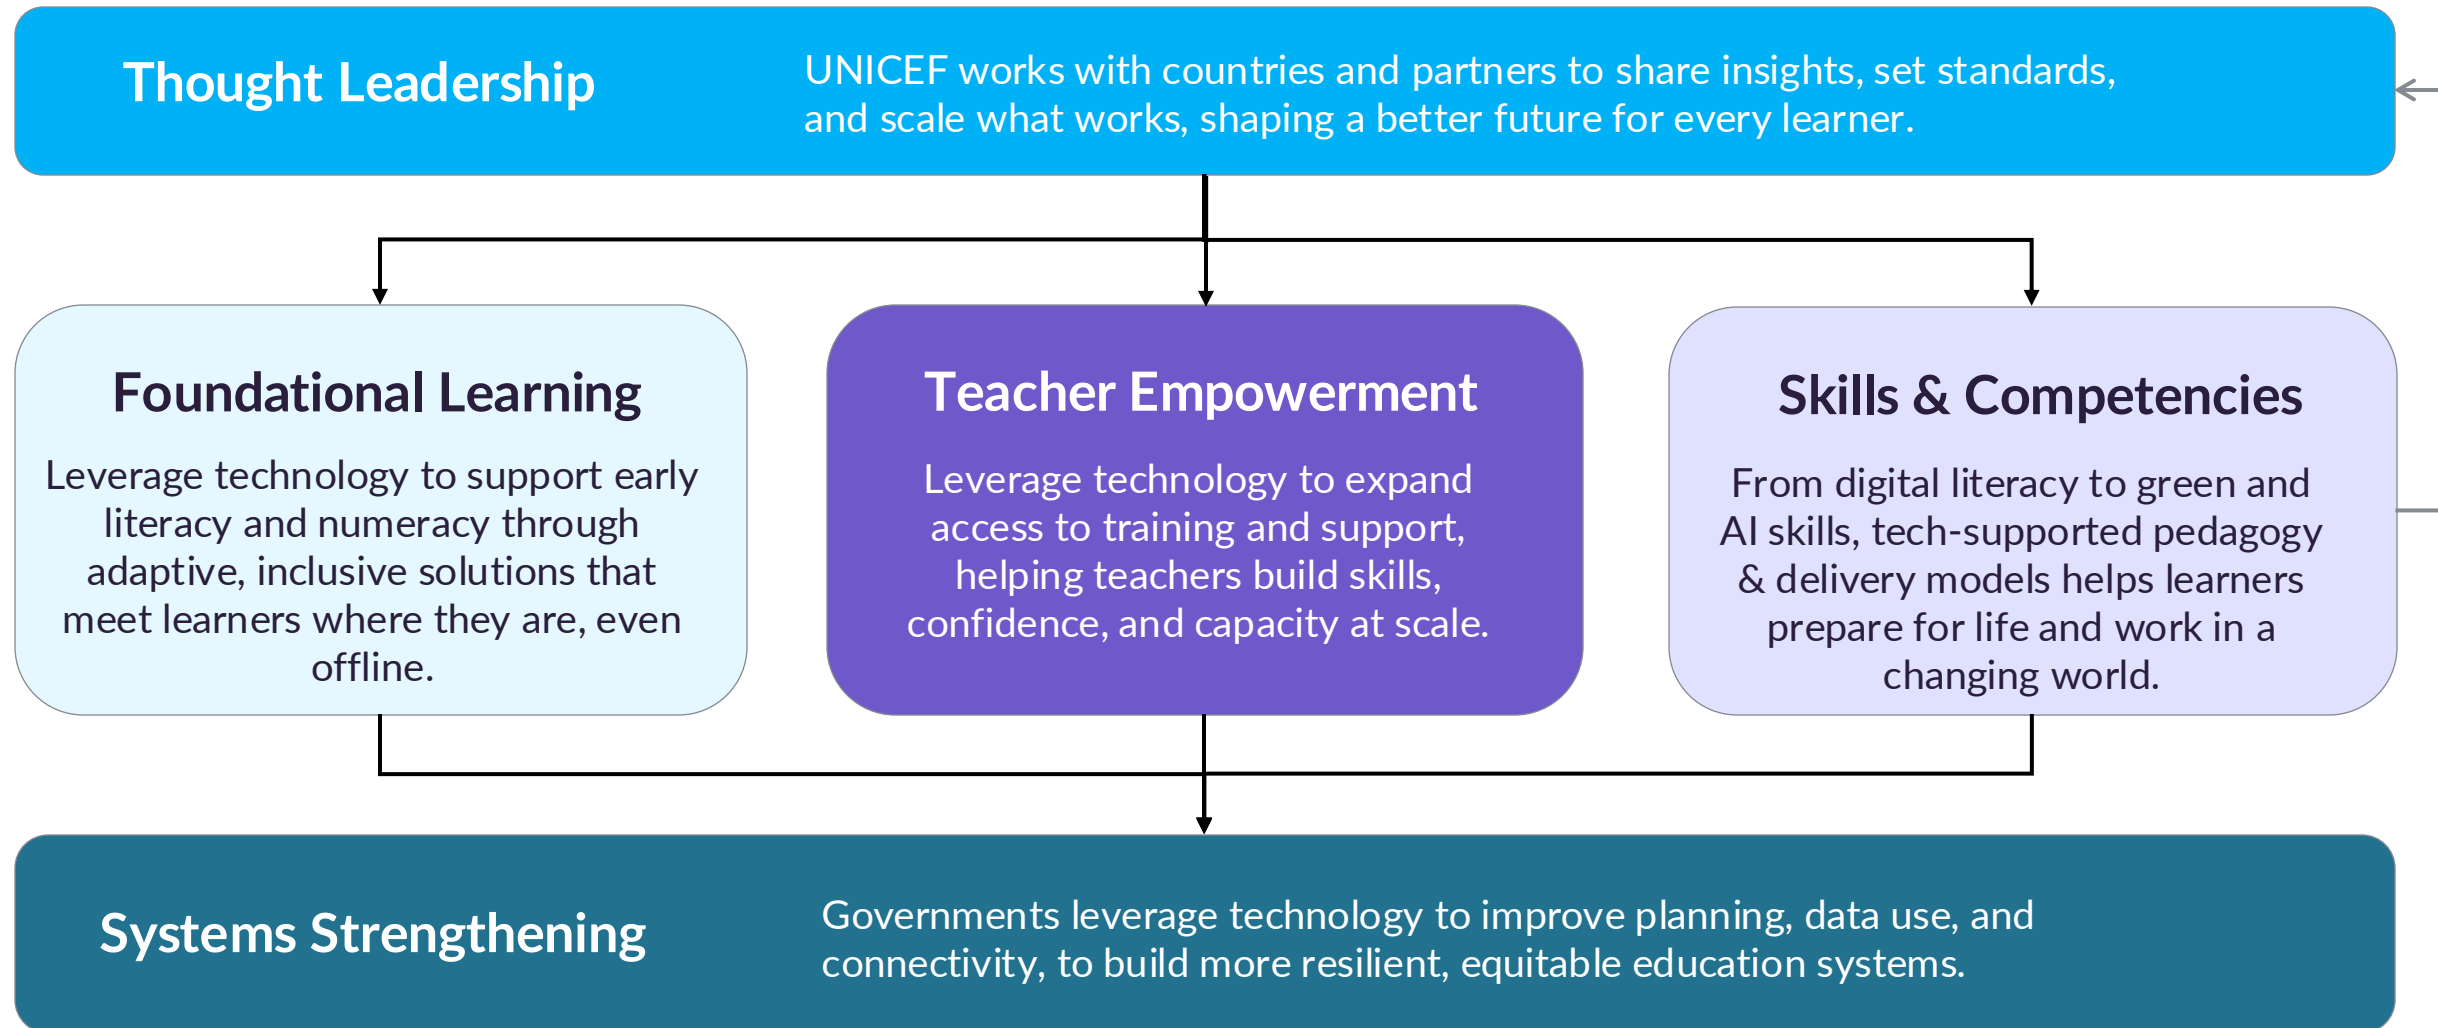 Thought Leadership
UNICEF works with countries and partners to share insights, set standards,
and scale what works, shaping a better future for every learner.
Foundational Learning
Leverage technology to support early
literacy and numeracy through
adaptive, inclusive solutions that
meet learners where they are, even
offline.
Teacher Empowerment
Leverage technology to expand
access to training and support,
helping teachers build skills,
confidence, and capacity at scale.
Skills & Competencies
From digital literacy to green and
AI skills, tech-supported pedagogy
& delivery models helps learners
prepare for life and work in a
changing world.
Systems Strengthening
Governments leverage technology to improve planning, data use, and
connectivity, to build more resilient, equitable education systems.